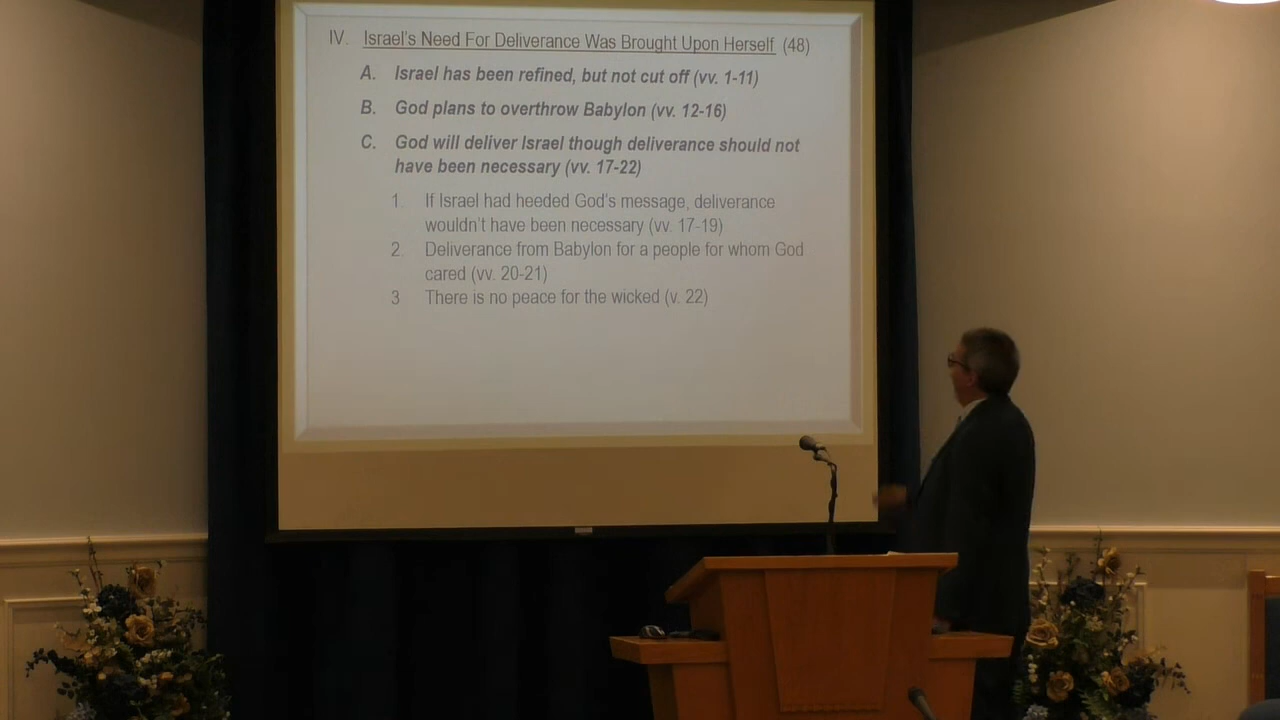 IV. Israel's Need For Deliverance Was Brought Upon Herself (48)
A. Israel has been refined, but not cut off (vv. 1-11)
B. God plans to overthrow Babylon (vv. 12-16)
C. God will deliver Israel though deliverance should not
have been necessary (vv. 17-22)
1. If Israel had heeded God's message, deliverance
wouldn't have been necessary (vv. 17-19)
2. Deliverance from Babylon for a people for whom God
cared (vv. 20-21)
3 There is no peace for the wicked (v. 22)